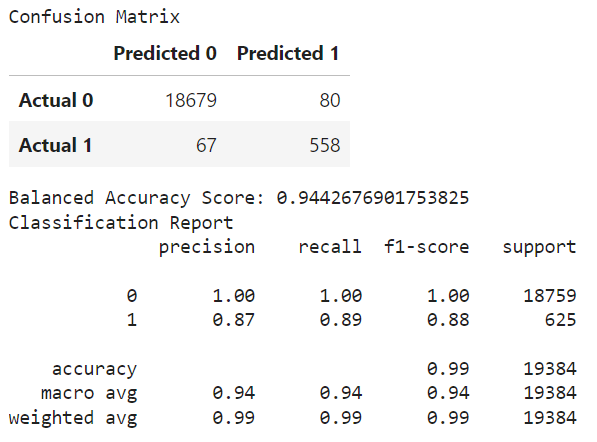 Confusion Matrix
Predicted 0 Predicted 1
Actual 0 18679 80
Actual 1 67 558
Balanced Accuracy Score: 0.9442676901753825
Classification Report
precision recall f1-score support
0 1.00 1.00 1.00 18759
1 0.87 0.89 0.88 625
accuracy 0.99 19384
macro avg 0.94 0.94 0.94 19384
weighted avg 0.99 0.99 0.99 19384